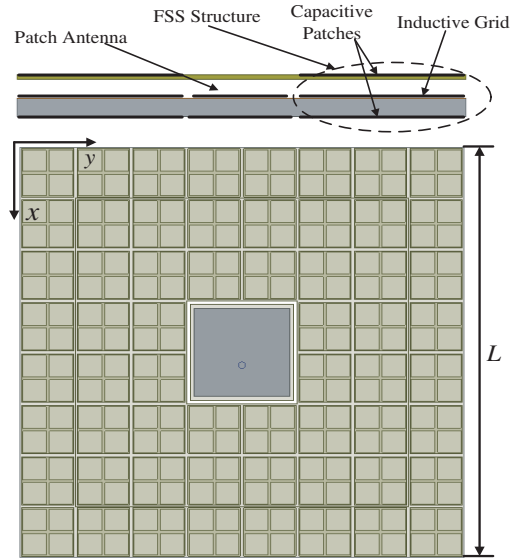 FSS Structure
Capacitive
Patches
Inductive Grid
Patch Antenna
y
x
L